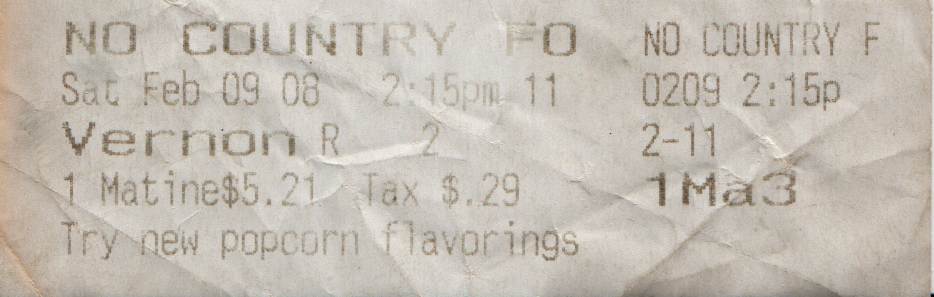 NO COUNTRY FO
Sat Feb 09 08 2:15pm 11
Vernon R 2
1 Matine$5.21 Tax $.29
Try new popcorn flavorings
NO COUNTRY F
0209 2:15p
2-11
1Ma3